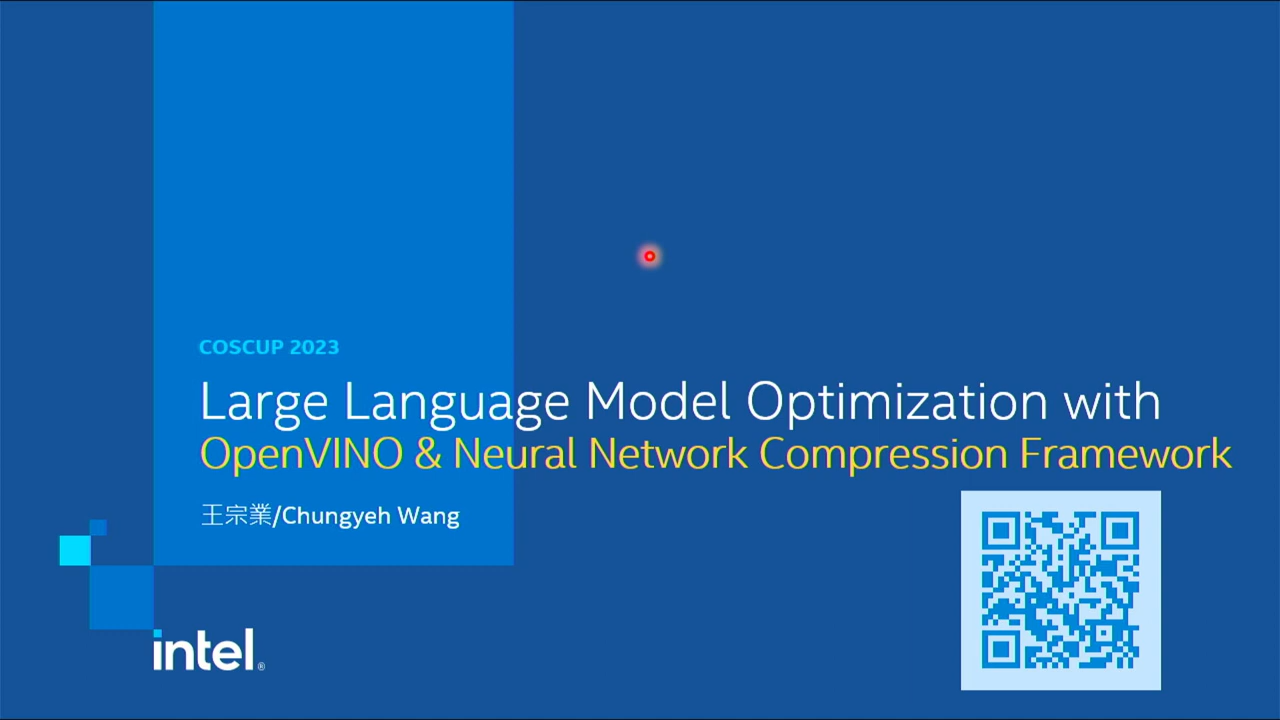 COSCUP 2023
Large Language Model Optimization with
OpenVINO & Neural Network Compression Framework
王宗業/Chungyeh Wang
intel®